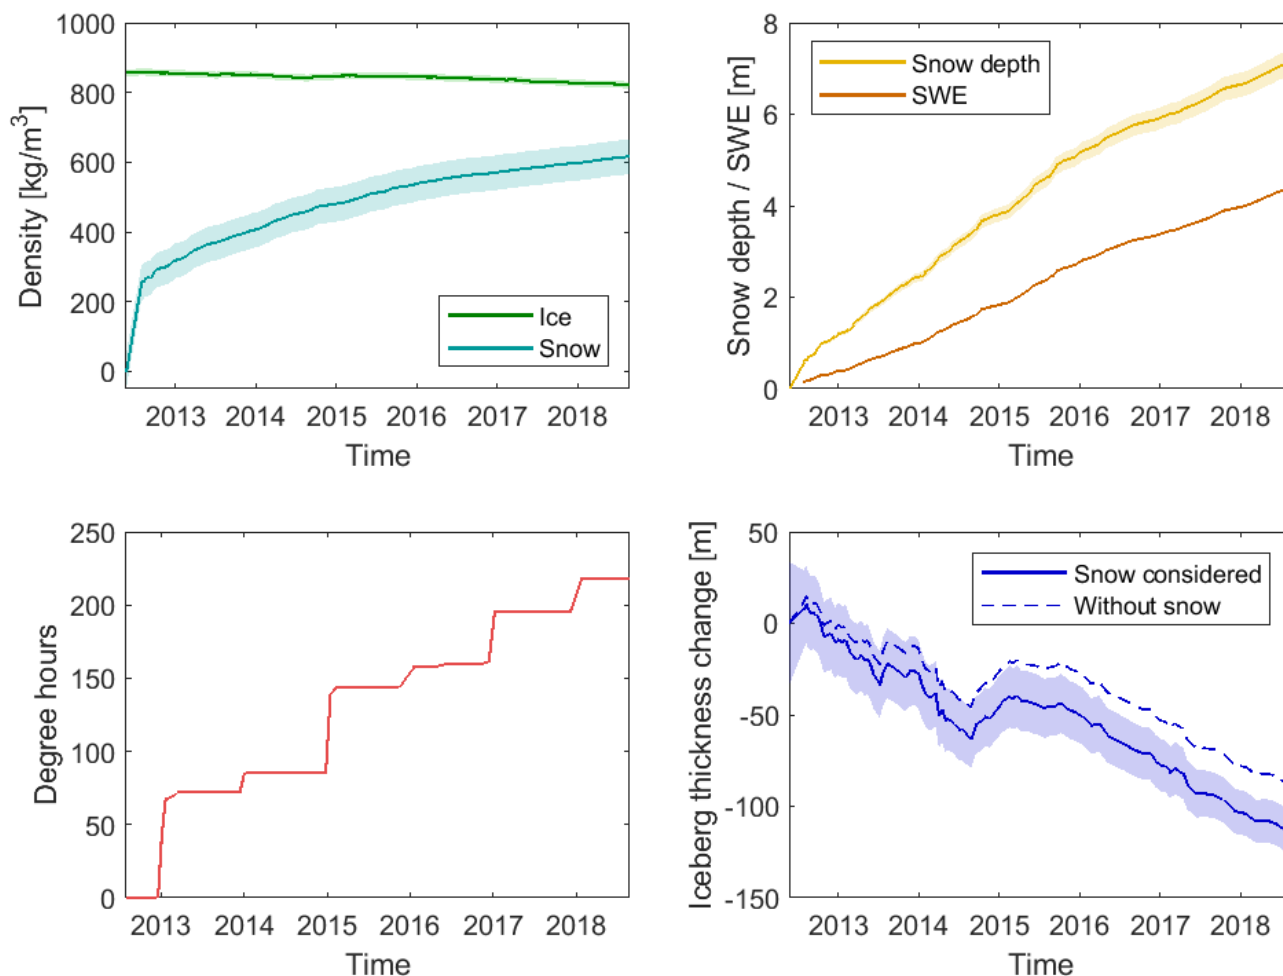 1000
800
600
400
200
0
Density [kg/m³]
Ice
Snow
2013 2014 2015 2016 2017 2018
Time
8
6
4
2
0
Snow depth / SWE [m]
Snow depth
SWE
2013 2014 2015 2016 2017 2018
Time
250
200
150
100
50
0
Degree hours
2013 2014 2015 2016 2017 2018
Time
50
0
-50
-100
-150
Iceberg thickness change [m]
Snow considered
Without snow
2013 2014 2015 2016 2017 2018
Time